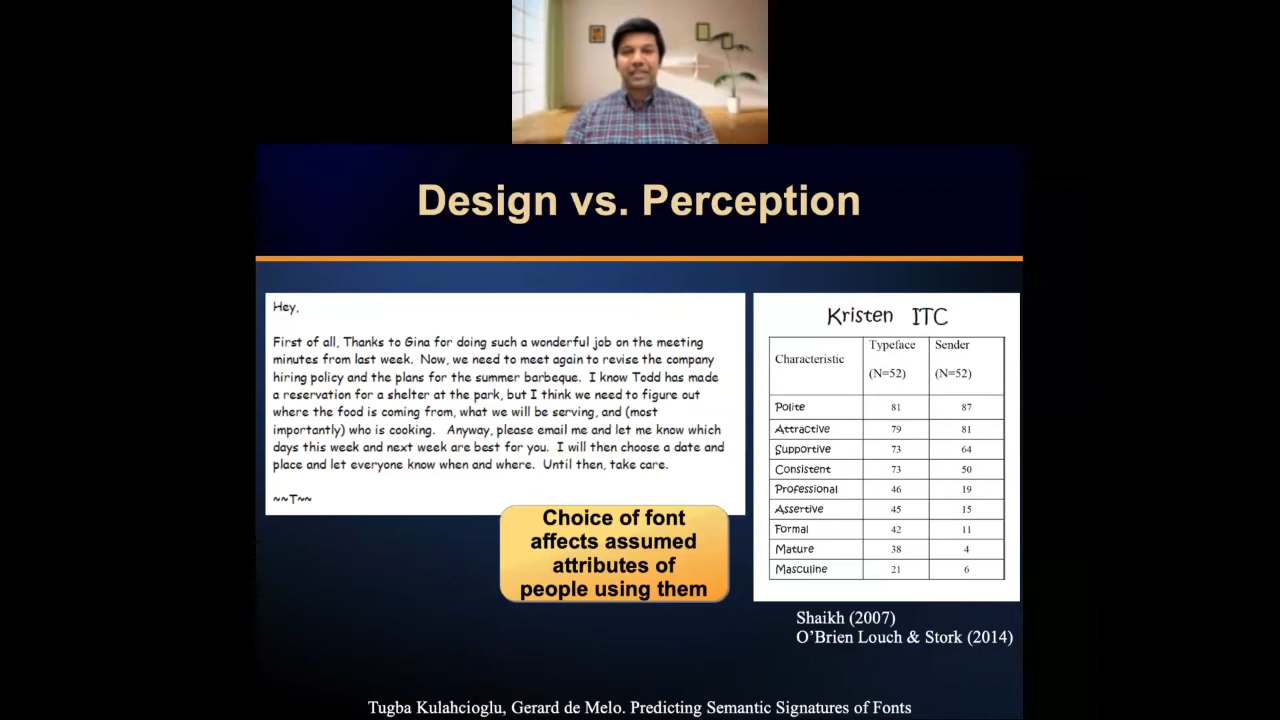 Design vs. Perception
Hey,
First of all, Thanks to Gina for doing such a wonderful job on the meeting
minutes from last week. Now, we need to meet again to revise the company
hiring policy and the plans for the summer barbeque. I know Todd has made
a reservation for a shelter at the park, but I think we need to figure out
where the food is coming from, what we will be serving, and (most
importantly) who is cooking. Anyway, please email me and let me know which
days this week and next week are best for you. I will then choose a date and
place and let everyone know when and where. Until then, take care.
~~T~~
Choice of font
affects assumed
attributes of
people using them
Kristen ITC
Characteristic Typeface (N=52) Sender (N=52)
Polite 81 87
Attractive 79 81
Supportive 73 64
Consistent 73 50
Professional 46 19
Assertive 45 15
Formal 42 11
Mature 38 4
Masculine 21 6
Shaikh (2007)
O'Brien Louch & Stork (2014)
Tugba Kulahcioglu, Gerard de Melo. Predicting Semantic Signatures of Fonts